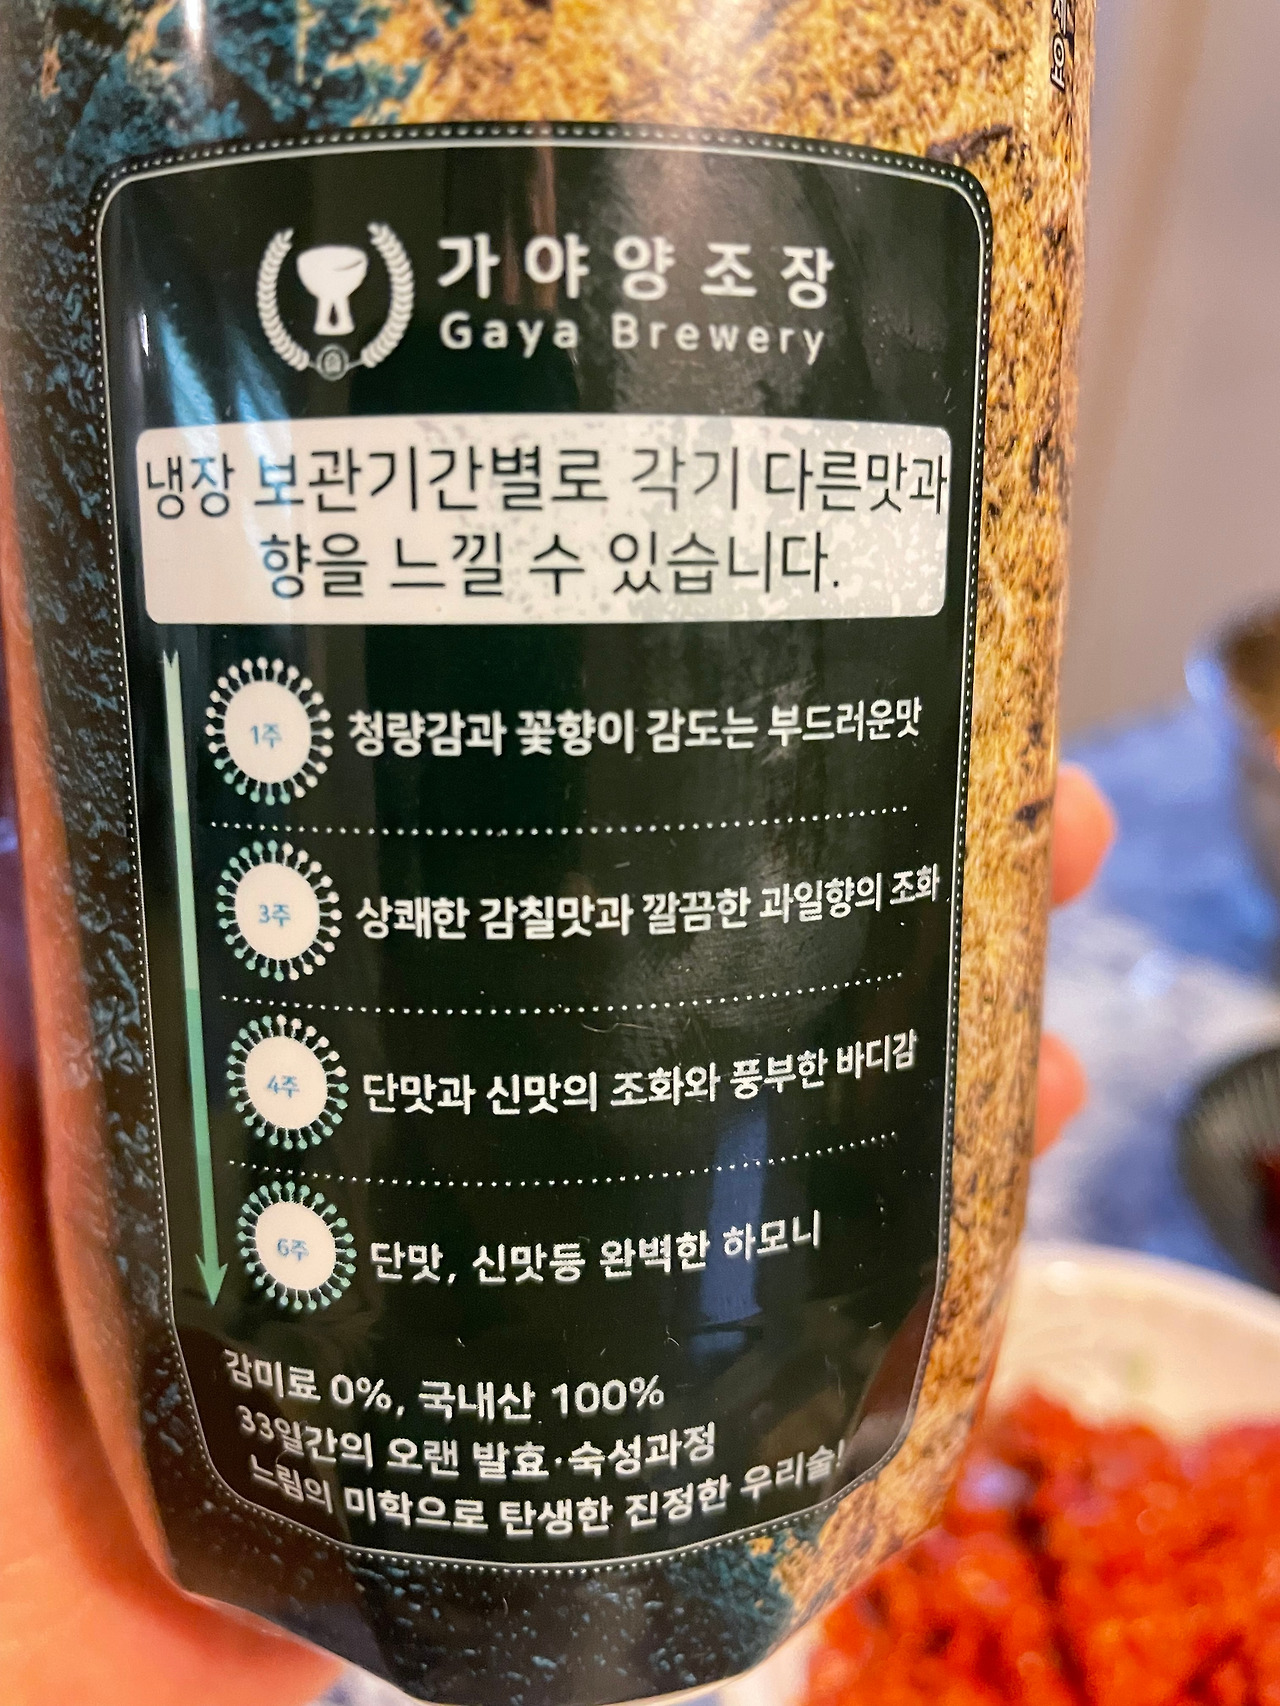 가야양조장
Gaya Brewery
냉장 보관기간별로 각기 다른맛과
향을 느낄 수 있습니다.
1주 청량감과 꽃향이 감도는 부드러운맛
3주 상쾌한 감칠맛과 깔끔한 과일향의 조화
4주 단맛과 신맛의 조화와 풍부한 바디감
6주 단맛, 신맛등 완벽한 하모니
감미료 0%, 국내산 100%
33일간의 오랜 발효·숙성과정
느림의 미학으로 탄생한 진정한 우리술!